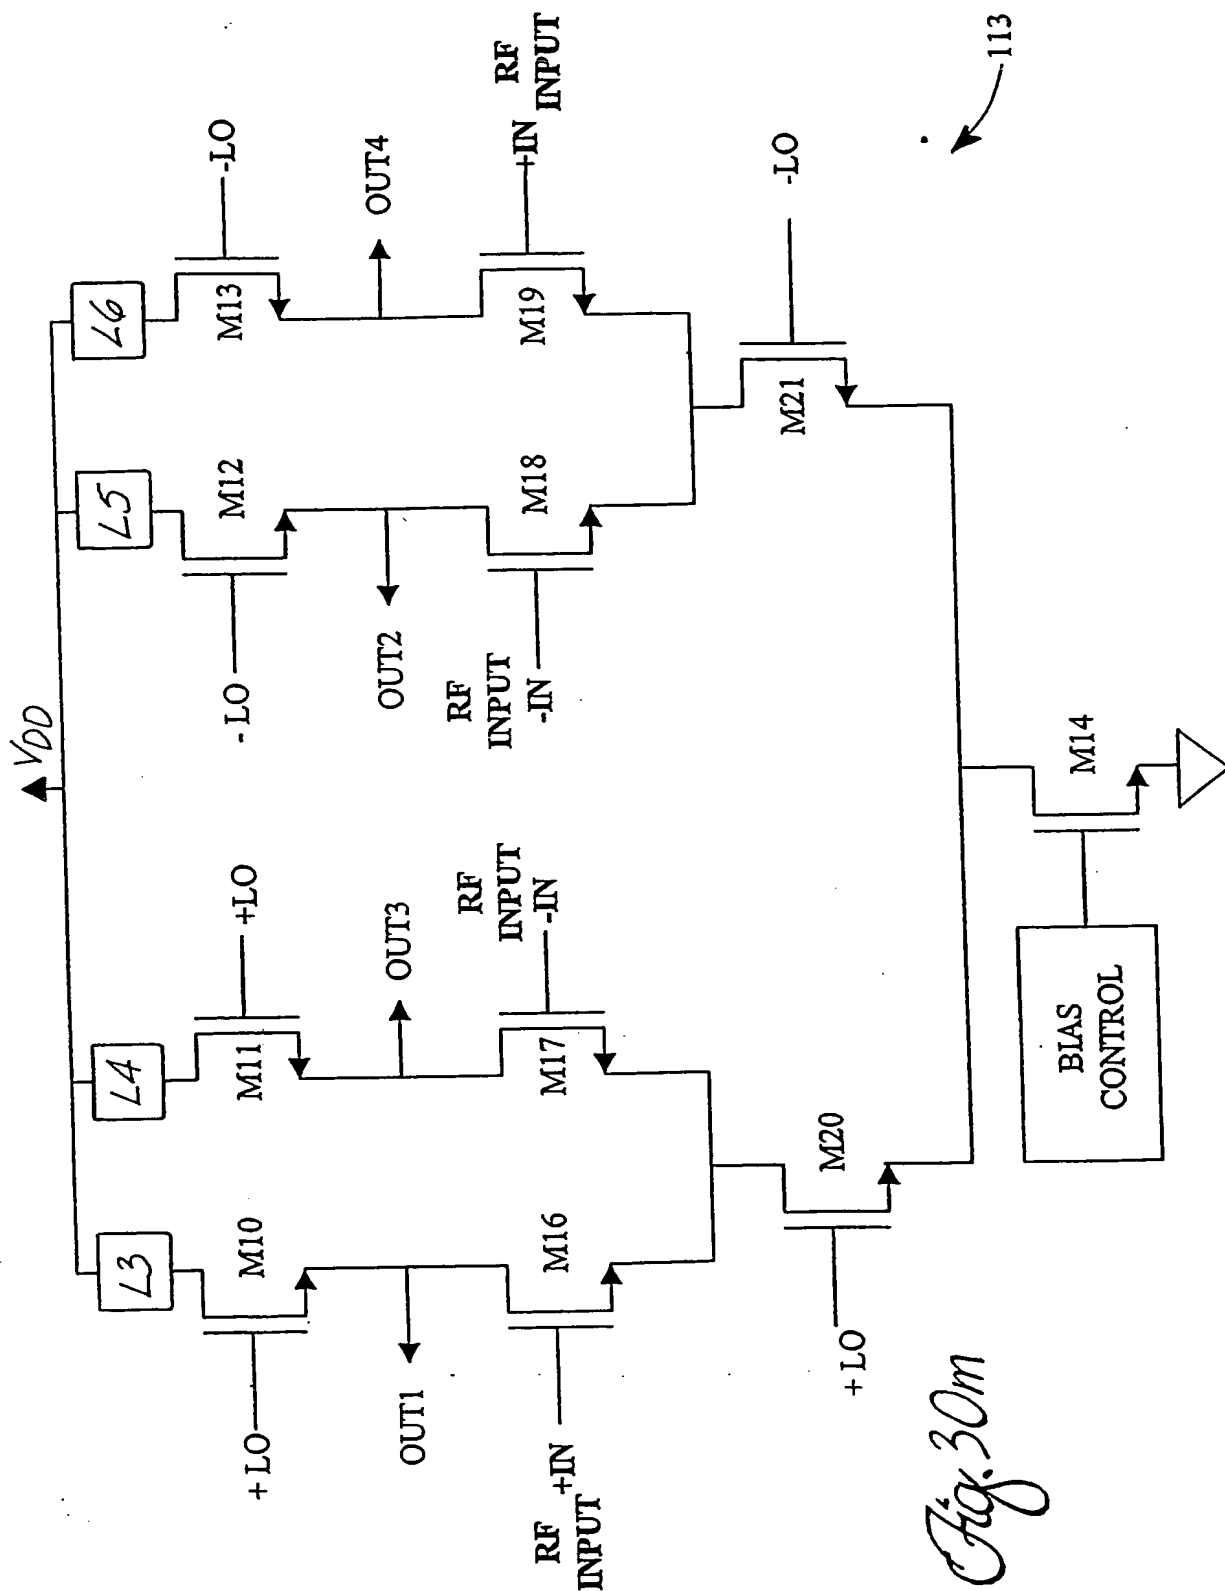 VDD
L3
L4
L5
L6
+LO
M10
M11
+LO
-LO
M12
M13
-LO
OUT1
OUT3
OUT2
OUT4
RF
INPUT
+IN
M16
M17
RF
INPUT
-IN
RF
INPUT
-IN
M18
M19
RF
INPUT
+IN
+LO
M20
M21
-LO
BIAS
CONTROL
M14
113
Fig. 30m